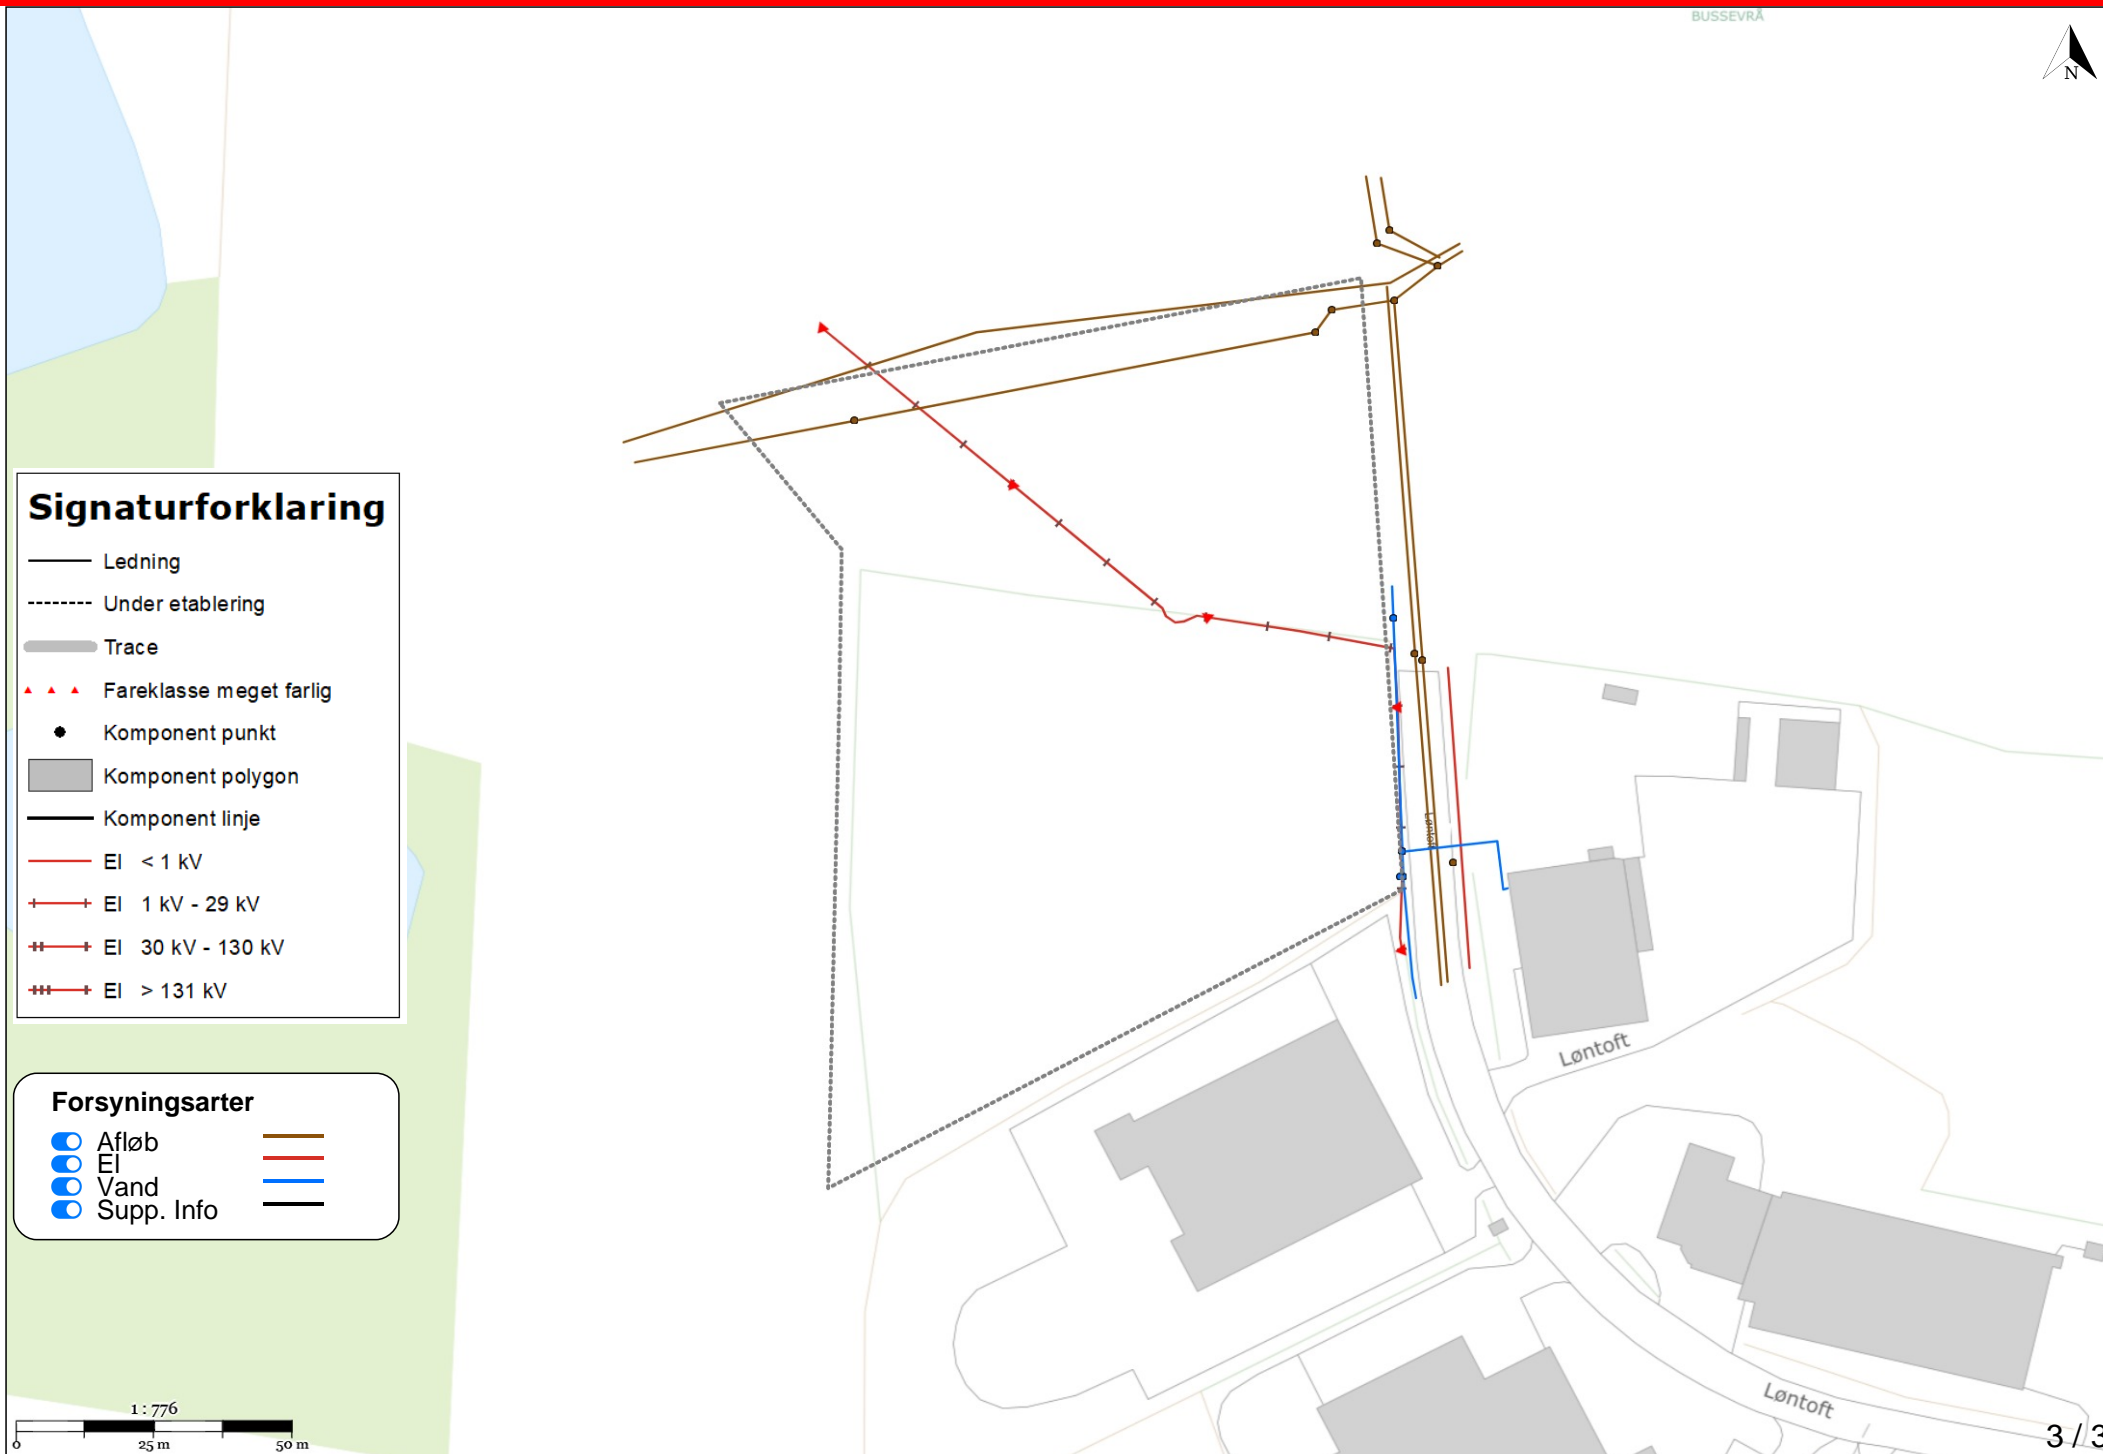 BUSSEVRÅ
N
Signaturforklaring
Ledning
Under etablering
Trace
Fareklasse meget farlig
Komponent punkt
Komponent polygon
Komponent linje
El < 1 kV
El 1 kV - 29 kV
El 30 kV - 130 kV
El > 131 kV
Løntoft
Løntoft
Forsyningsarter
Afløb
El
Vand
Supp. Info
Løntoft
1 : 776
0 25 m 50 m
3 / 3